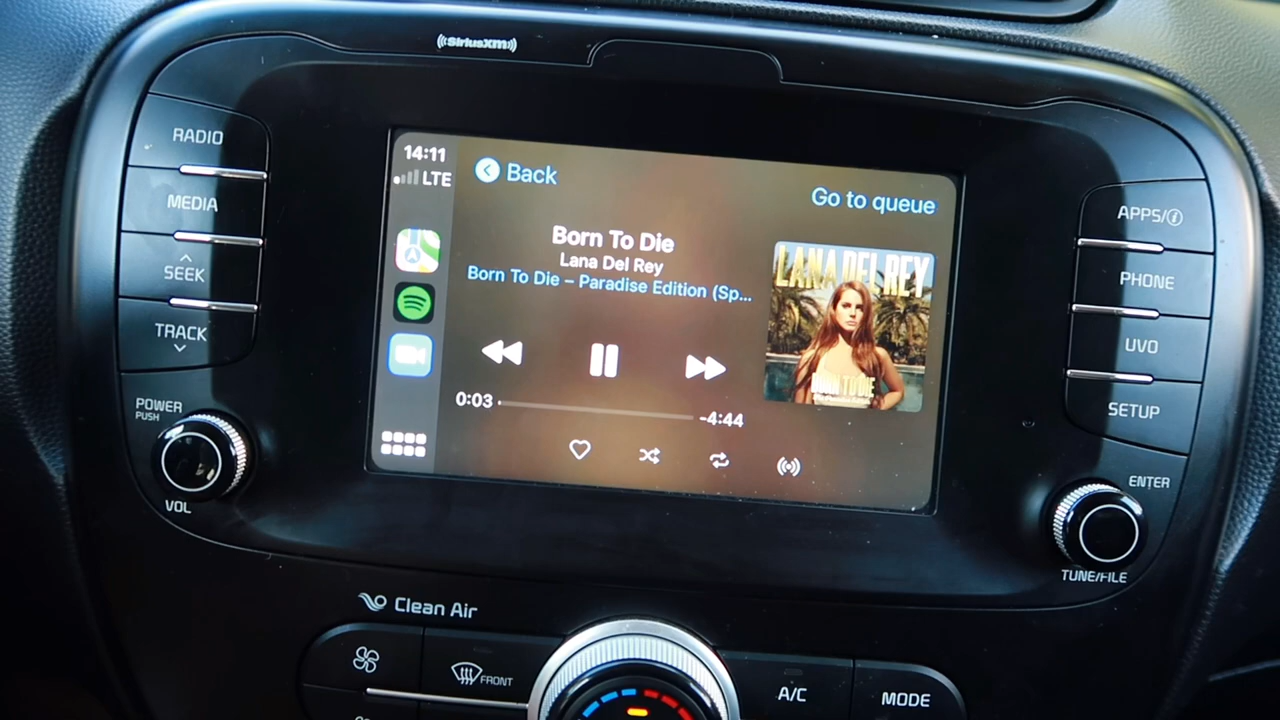 SiriusXM
RADIO
MEDIA
SEEK
TRACK
POWER
PUSH
VOL
14:11
LTE
Back
Go to queue
Born To Die
Lana Del Rey
Born To Die – Paradise Edition (Sp...
0:03
-4:44
LANA DEL REY
BORN TO DIE
APPS/i
PHONE
UVO
SETUP
ENTER
TUNE/FILE
Clean Air
FRONT
A/C
MODE